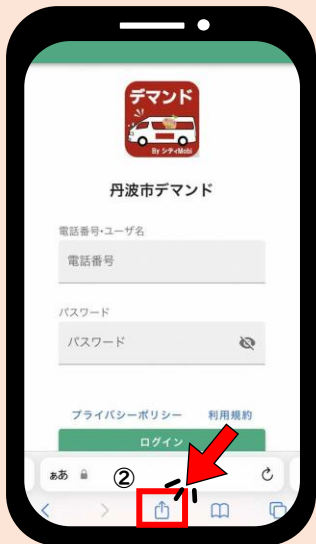 デマンド
By シティMobi
丹波市デマンド
電話番号・ユーザ名
電話番号
パスワード
パスワード
プライバシーポリシー 利用規約
ログイン
ぁあ ②